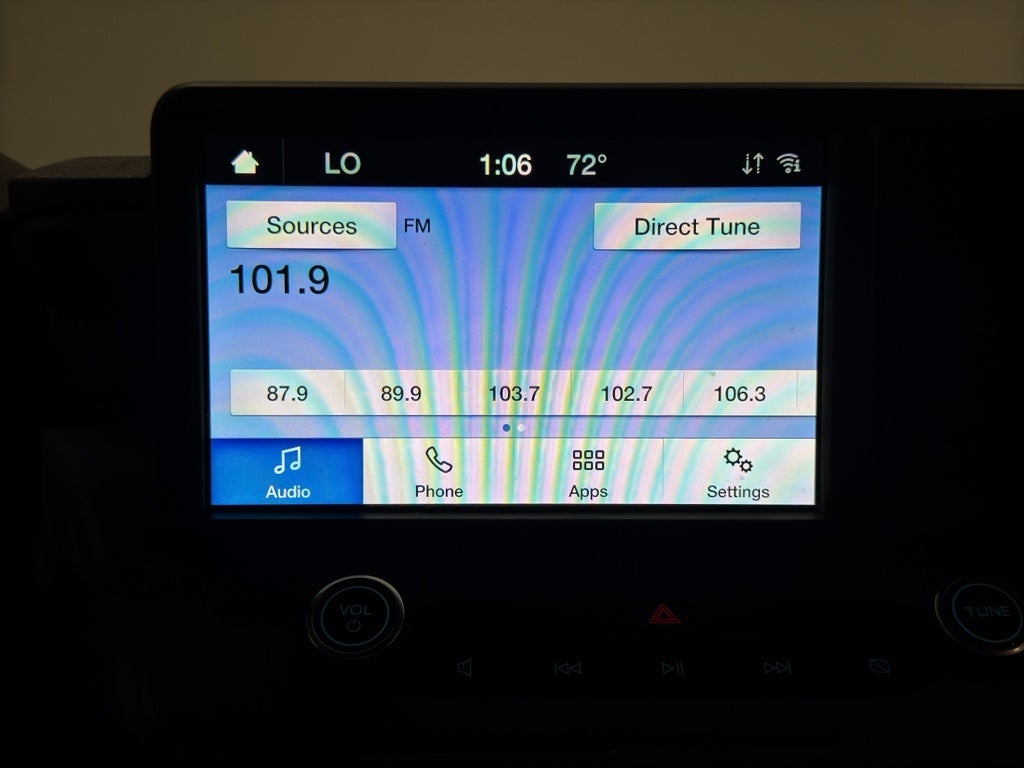 LO 1:06 72°
Sources FM Direct Tune
101.9
87.9 89.9 103.7 102.7 106.3
Audio Phone Apps Settings
VOL
TUNE